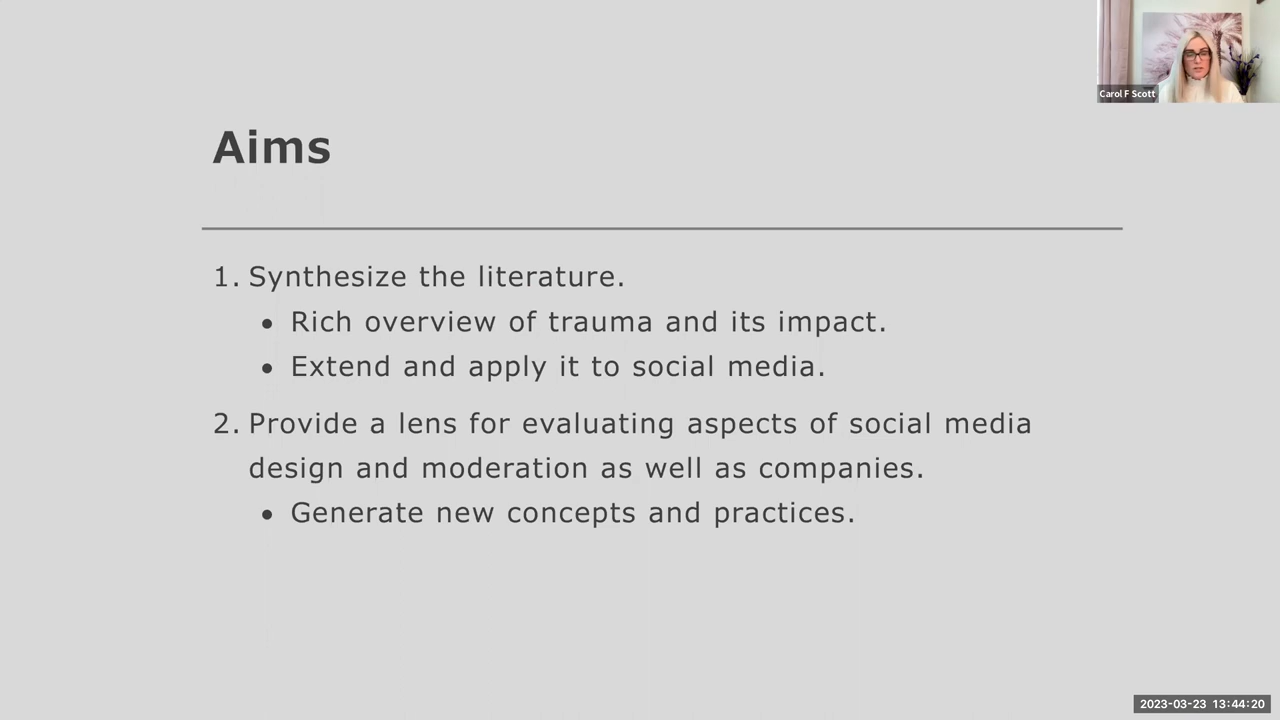 Carol F Scott
Aims
1. Synthesize the literature.
• Rich overview of trauma and its impact.
• Extend and apply it to social media.
2. Provide a lens for evaluating aspects of social media
design and moderation as well as companies.
• Generate new concepts and practices.
2023-03-23 13:44:20